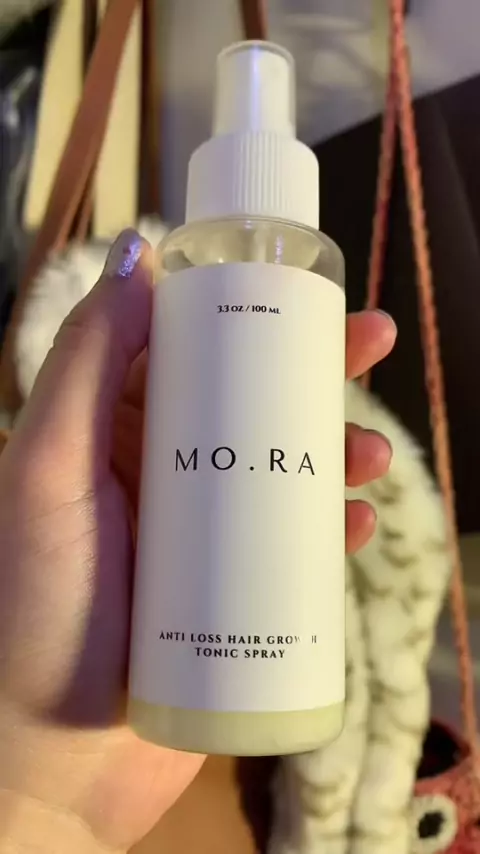 3.3 OZ / 100 ML
MO.RA
ANTI LOSS HAIR GROWTH
TONIC SPRAY